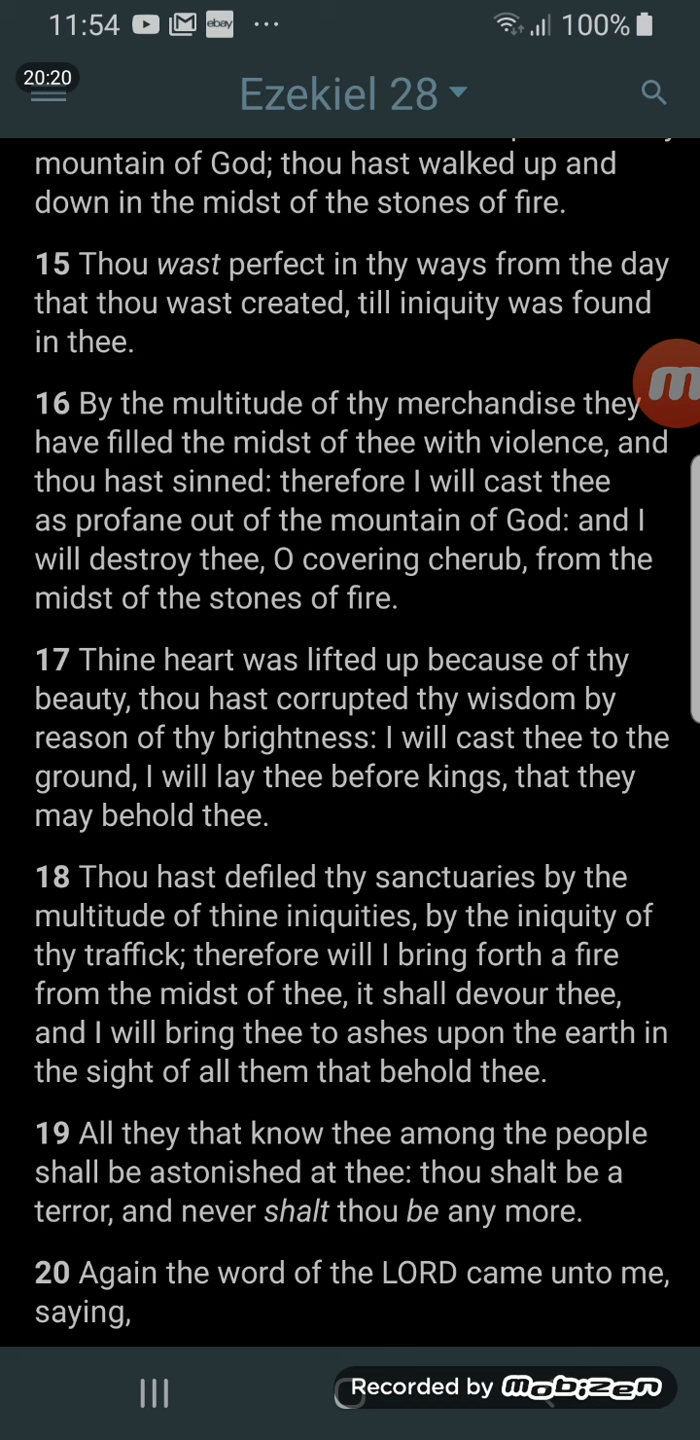 11:54 ebay ... 100%
20:20
Ezekiel 28
mountain of God; thou hast walked up and
down in the midst of the stones of fire.
15 Thou wast perfect in thy ways from the day
that thou wast created, till iniquity was found
in thee.
16 By the multitude of thy merchandise they
have filled the midst of thee with violence, and
thou hast sinned: therefore I will cast thee
as profane out of the mountain of God: and I
will destroy thee, O covering cherub, from the
midst of the stones of fire.
17 Thine heart was lifted up because of thy
beauty, thou hast corrupted thy wisdom by
reason of thy brightness: I will cast thee to the
ground, I will lay thee before kings, that they
may behold thee.
18 Thou hast defiled thy sanctuaries by the
multitude of thine iniquities, by the iniquity of
thy traffick; therefore will I bring forth a fire
from the midst of thee, it shall devour thee,
and I will bring thee to ashes upon the earth in
the sight of all them that behold thee.
19 All they that know thee among the people
shall be astonished at thee: thou shalt be a
terror, and never shalt thou be any more.
20 Again the word of the LORD came unto me,
saying,
Recorded by mobizen